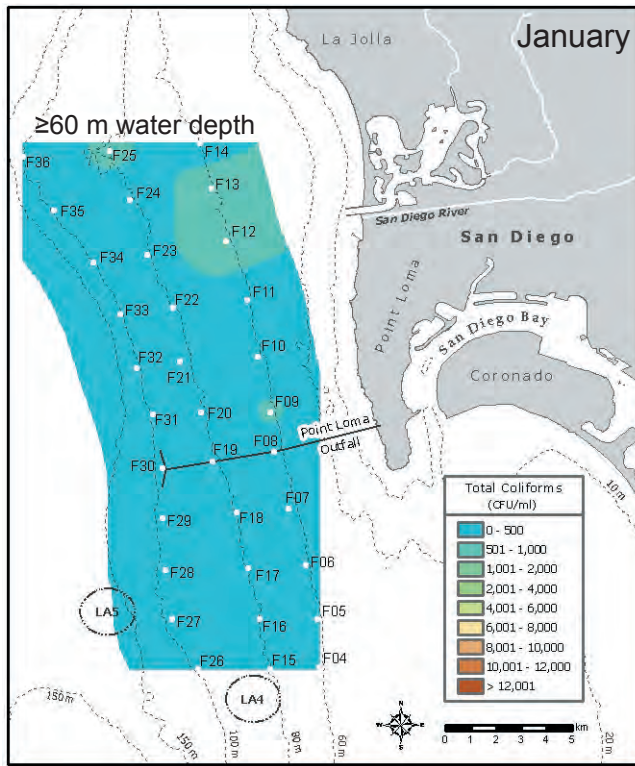 January
La Jolla
≥60 m water depth
F36
F25
F14
F35
F24
F13
F12
F34
F23
San Diego River
San Diego
F33
F22
F11
Point Loma
San Diego Bay
F32
F21
F10
Coronado
F31
F20
F09
Point Loma
Outfall
F30
F19
F08
F29
F18
F07
10 m
F28
F17
F06
LA5
F27
F16
F05
F26
F15
F04
LA4
Total Coliforms
(CFU/ml)
0 - 500
501 - 1,000
1,001 - 2,000
2,001 - 4,000
4,001 - 6,000
6,001 - 8,000
8,001 - 10,000
10,001 - 12,000
> 12,001
150 m
150 m
100 m
80 m
60 m
20 m
N
W E
S
0 1 2 3 4 5
km